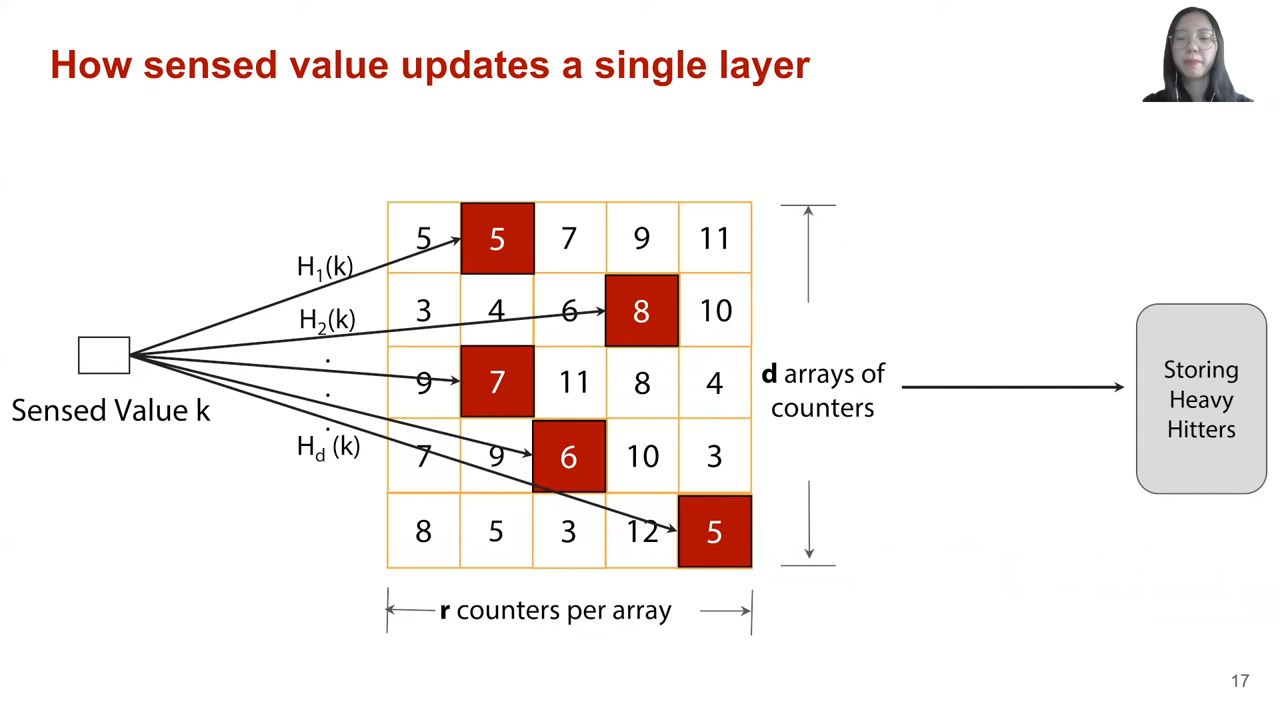 How sensed value updates a single layer
5 5 7 9 11
H₁(k)
3 4 6 8 10
H₂(k)
.
9 7 11 8 4
.
Sensed Value k
.
H_d (k)
7 9 6 10 3
8 5 3 12 5
d arrays of
counters
Storing
Heavy
Hitters
r counters per array
17